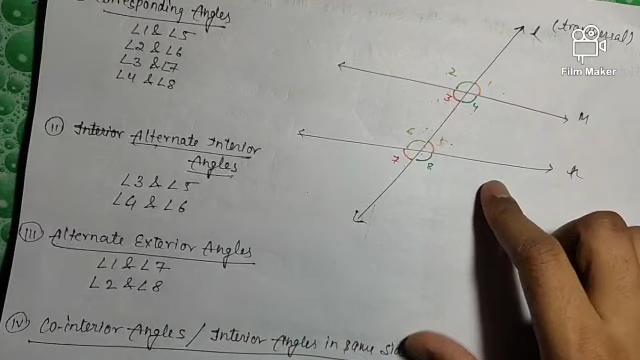 Corresponding Angles
∠1 & ∠5
∠2 & ∠6
∠3 & ∠7
∠4 & ∠8
(ii) Interior Alternate Interior
Angles
∠3 & ∠5
∠4 & ∠6
(iii) Alternate Exterior Angles
∠1 & ∠7
∠2 & ∠8
(iv) Co-interior Angles / Interior Angles in same
l (transversal)
Film Maker
2
1
3
4
M
6
5
7
8